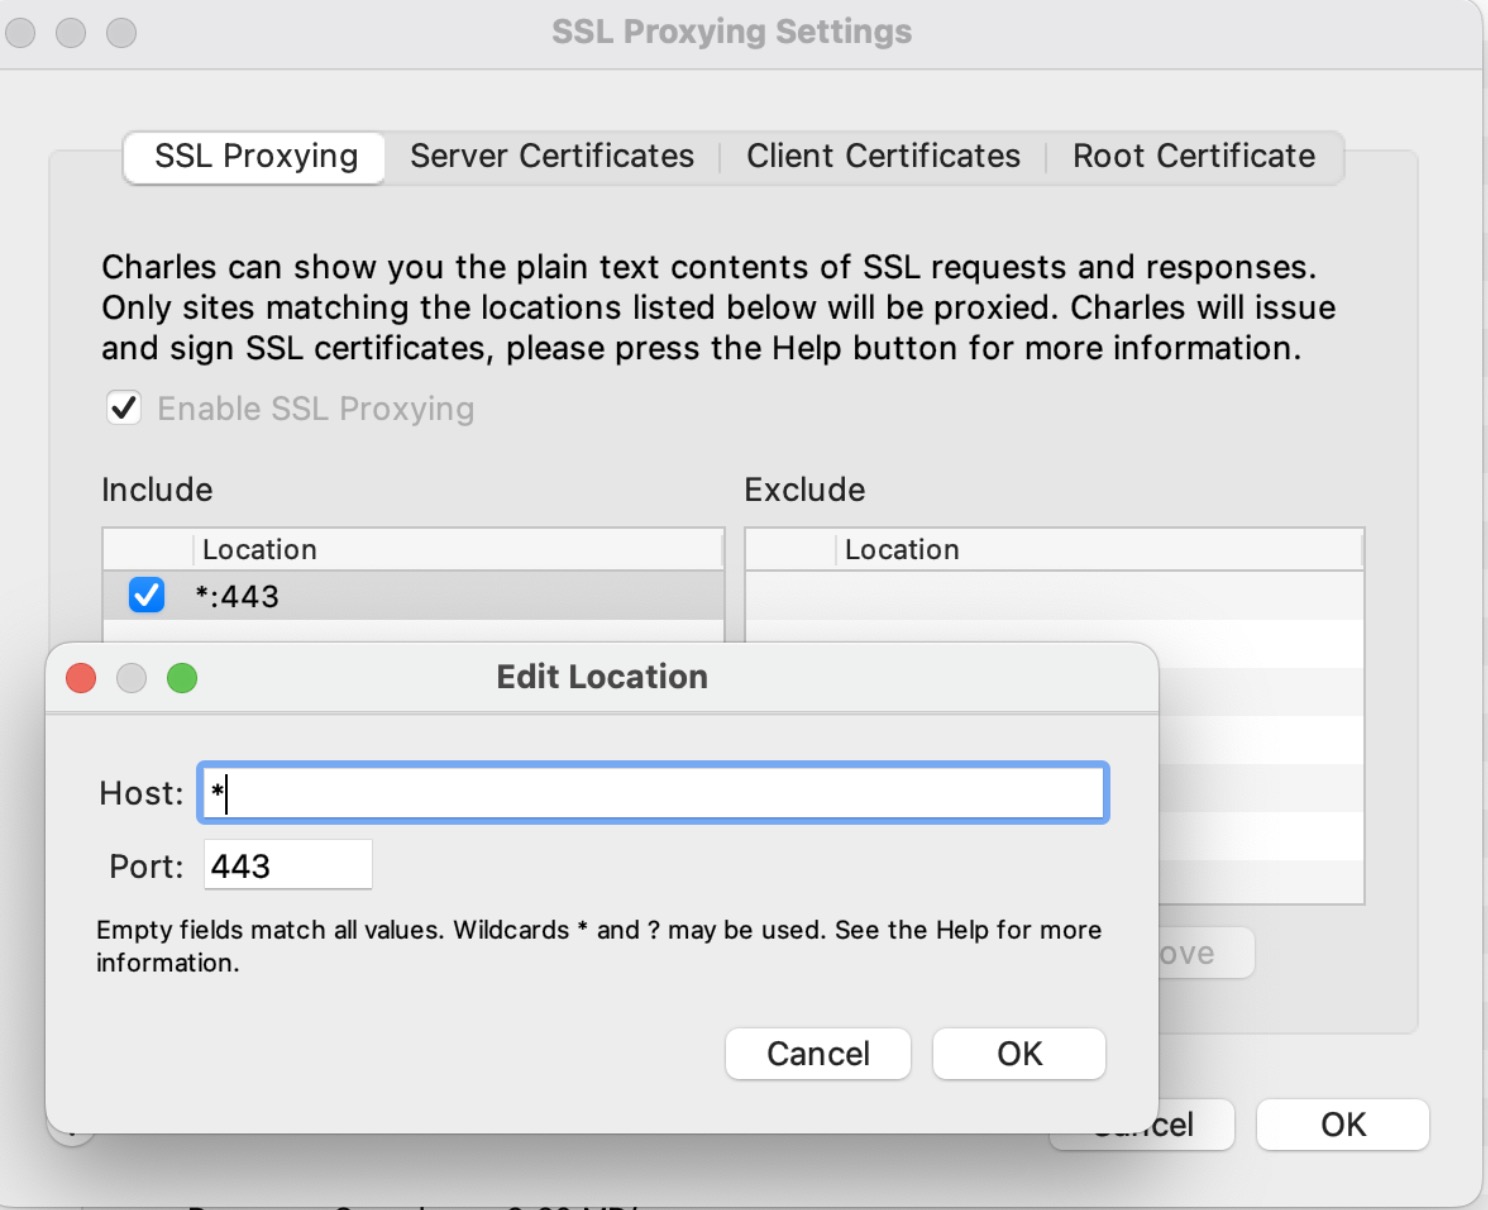 SSL Proxying Settings
SSL Proxying
Server Certificates
Client Certificates
Root Certificate
Charles can show you the plain text contents of SSL requests and responses.
Only sites matching the locations listed below will be proxied. Charles will issue
and sign SSL certificates, please press the Help button for more information.
Enable SSL Proxying
Include
Exclude
Location
Location
*:443
Edit Location
Host: *
Port: 443
Empty fields match all values. Wildcards * and ? may be used. See the Help for more
information.
Cancel
OK
OK